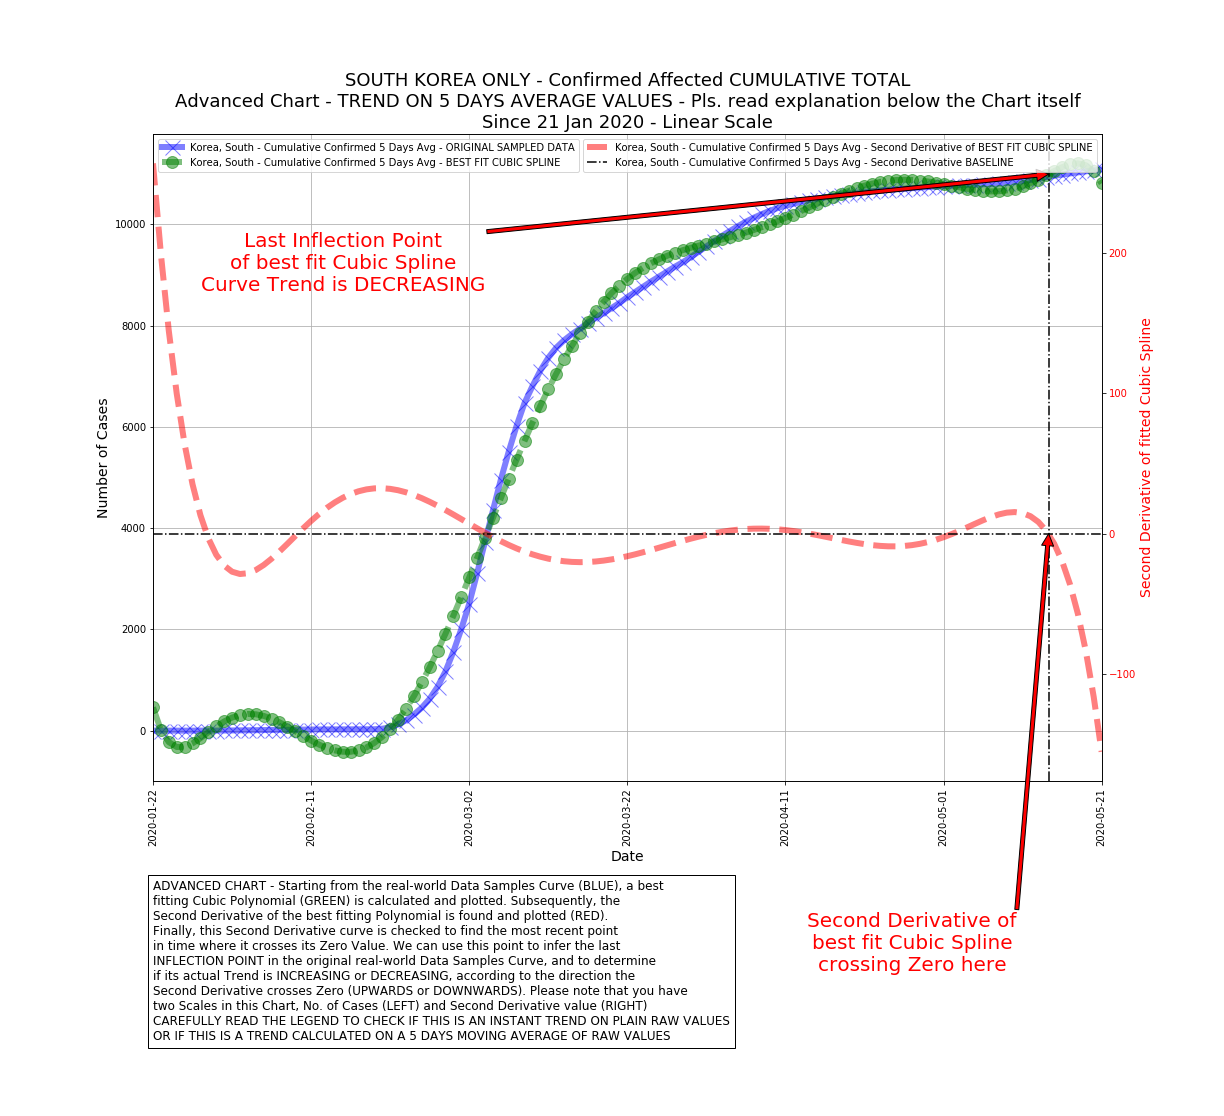 SOUTH KOREA ONLY - Confirmed Affected CUMULATIVE TOTAL
Advanced Chart - TREND ON 5 DAYS AVERAGE VALUES - Pls. read explanation below the Chart itself
Since 21 Jan 2020 - Linear Scale
Korea, South - Cumulative Confirmed 5 Days Avg - ORIGINAL SAMPLED DATA
Korea, South - Cumulative Confirmed 5 Days Avg - BEST FIT CUBIC SPLINE
Korea, South - Cumulative Confirmed 5 Days Avg - Second Derivative of BEST FIT CUBIC SPLINE
Korea, South - Cumulative Confirmed 5 Days Avg - Second Derivative BASELINE
Last Inflection Point
of best fit Cubic Spline
Curve Trend is DECREASING
Number of Cases
10000
8000
6000
4000
2000
0
200
100
0
−100
Second Derivative of fitted Cubic Spline
2020-01-22
2020-02-11
2020-03-02
2020-03-22
2020-04-11
2020-05-01
2020-05-21
Date
ADVANCED CHART - Starting from the real-world Data Samples Curve (BLUE), a best
fitting Cubic Polynomial (GREEN) is calculated and plotted. Subsequently, the
Second Derivative of the best fitting Polynomial is found and plotted (RED).
Finally, this Second Derivative curve is checked to find the most recent point
in time where it crosses its Zero Value. We can use this point to infer the last
INFLECTION POINT in the original real-world Data Samples Curve, and to determine
if its actual Trend is INCREASING or DECREASING, according to the direction the
Second Derivative crosses Zero (UPWARDS or DOWNWARDS). Please note that you have
two Scales in this Chart, No. of Cases (LEFT) and Second Derivative value (RIGHT)
CAREFULLY READ THE LEGEND TO CHECK IF THIS IS AN INSTANT TREND ON PLAIN RAW VALUES
OR IF THIS IS A TREND CALCULATED ON A 5 DAYS MOVING AVERAGE OF RAW VALUES
Second Derivative of
best fit Cubic Spline
crossing Zero here